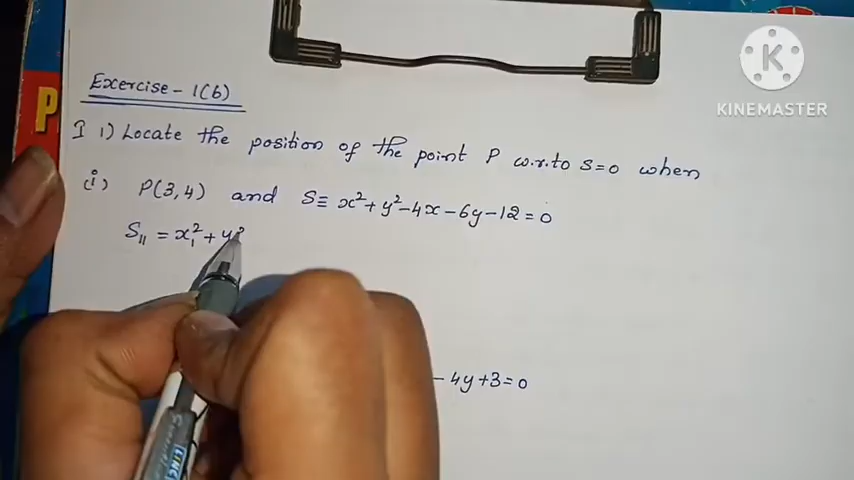 KINEMASTER
Exercise - 1(b)
I 1) Locate the position of the point P w.r.to S=0 when
(i) P(3,4) and S≡ x²+y²-4x-6y-12=0
S₁₁ = x₁²+y²
- 4y+3=0
P